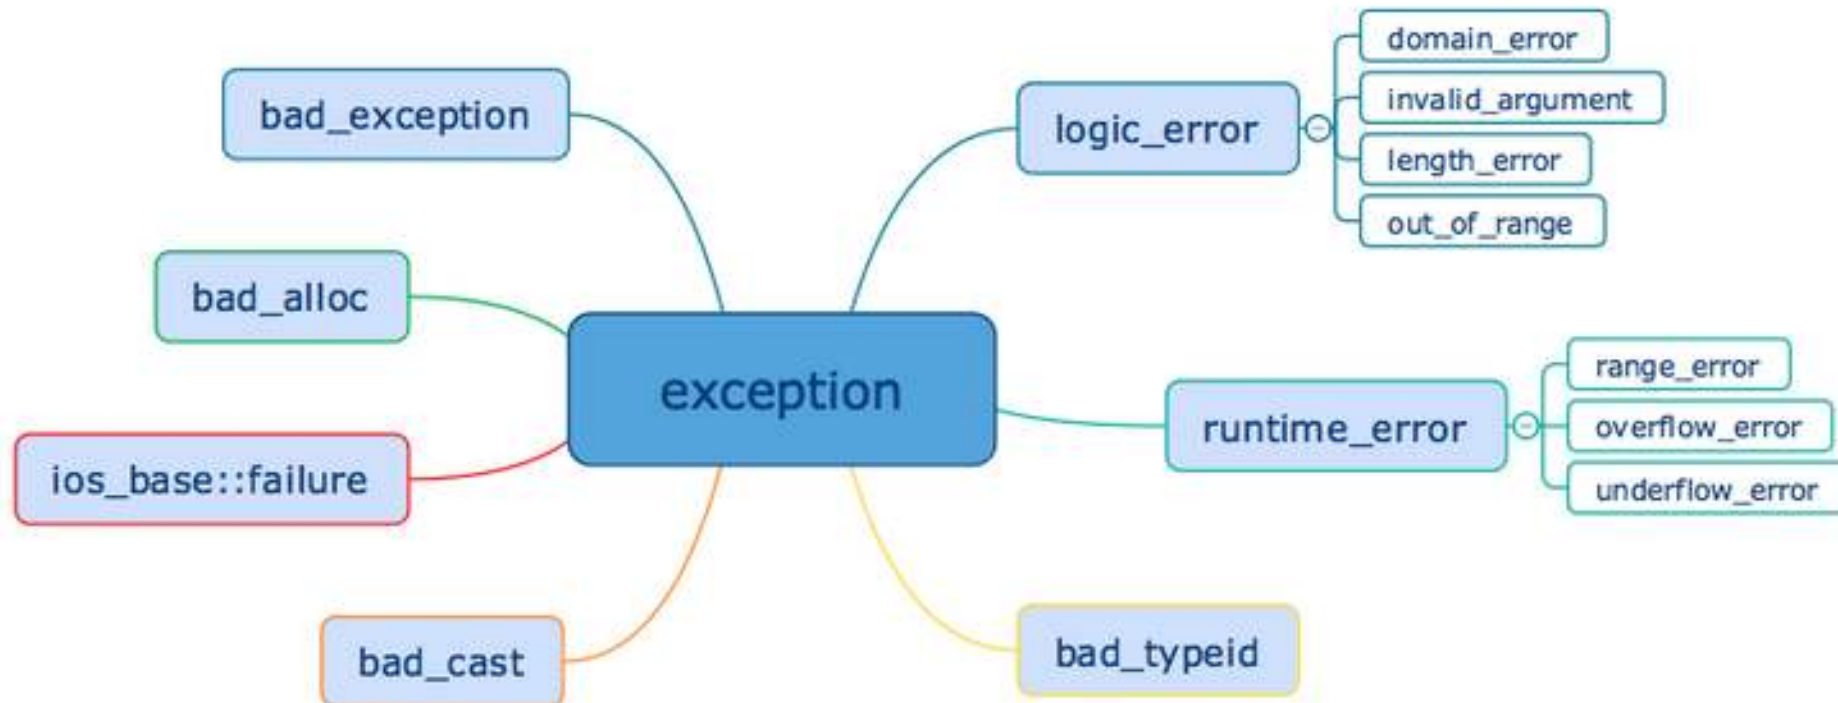 bad_exception
bad_alloc
ios_base::failure
bad_cast
exception
logic_error
domain_error
invalid_argument
length_error
out_of_range
runtime_error
range_error
overflow_error
underflow_error
bad_typeid